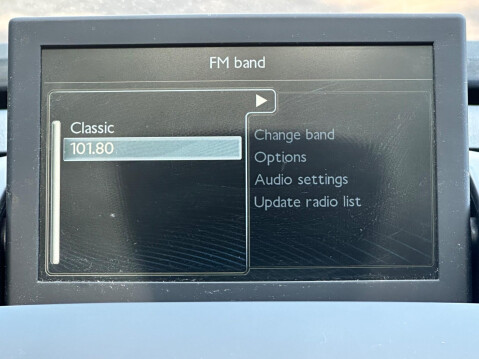 FM band
Classic
101.80
Change band
Options
Audio settings
Update radio list